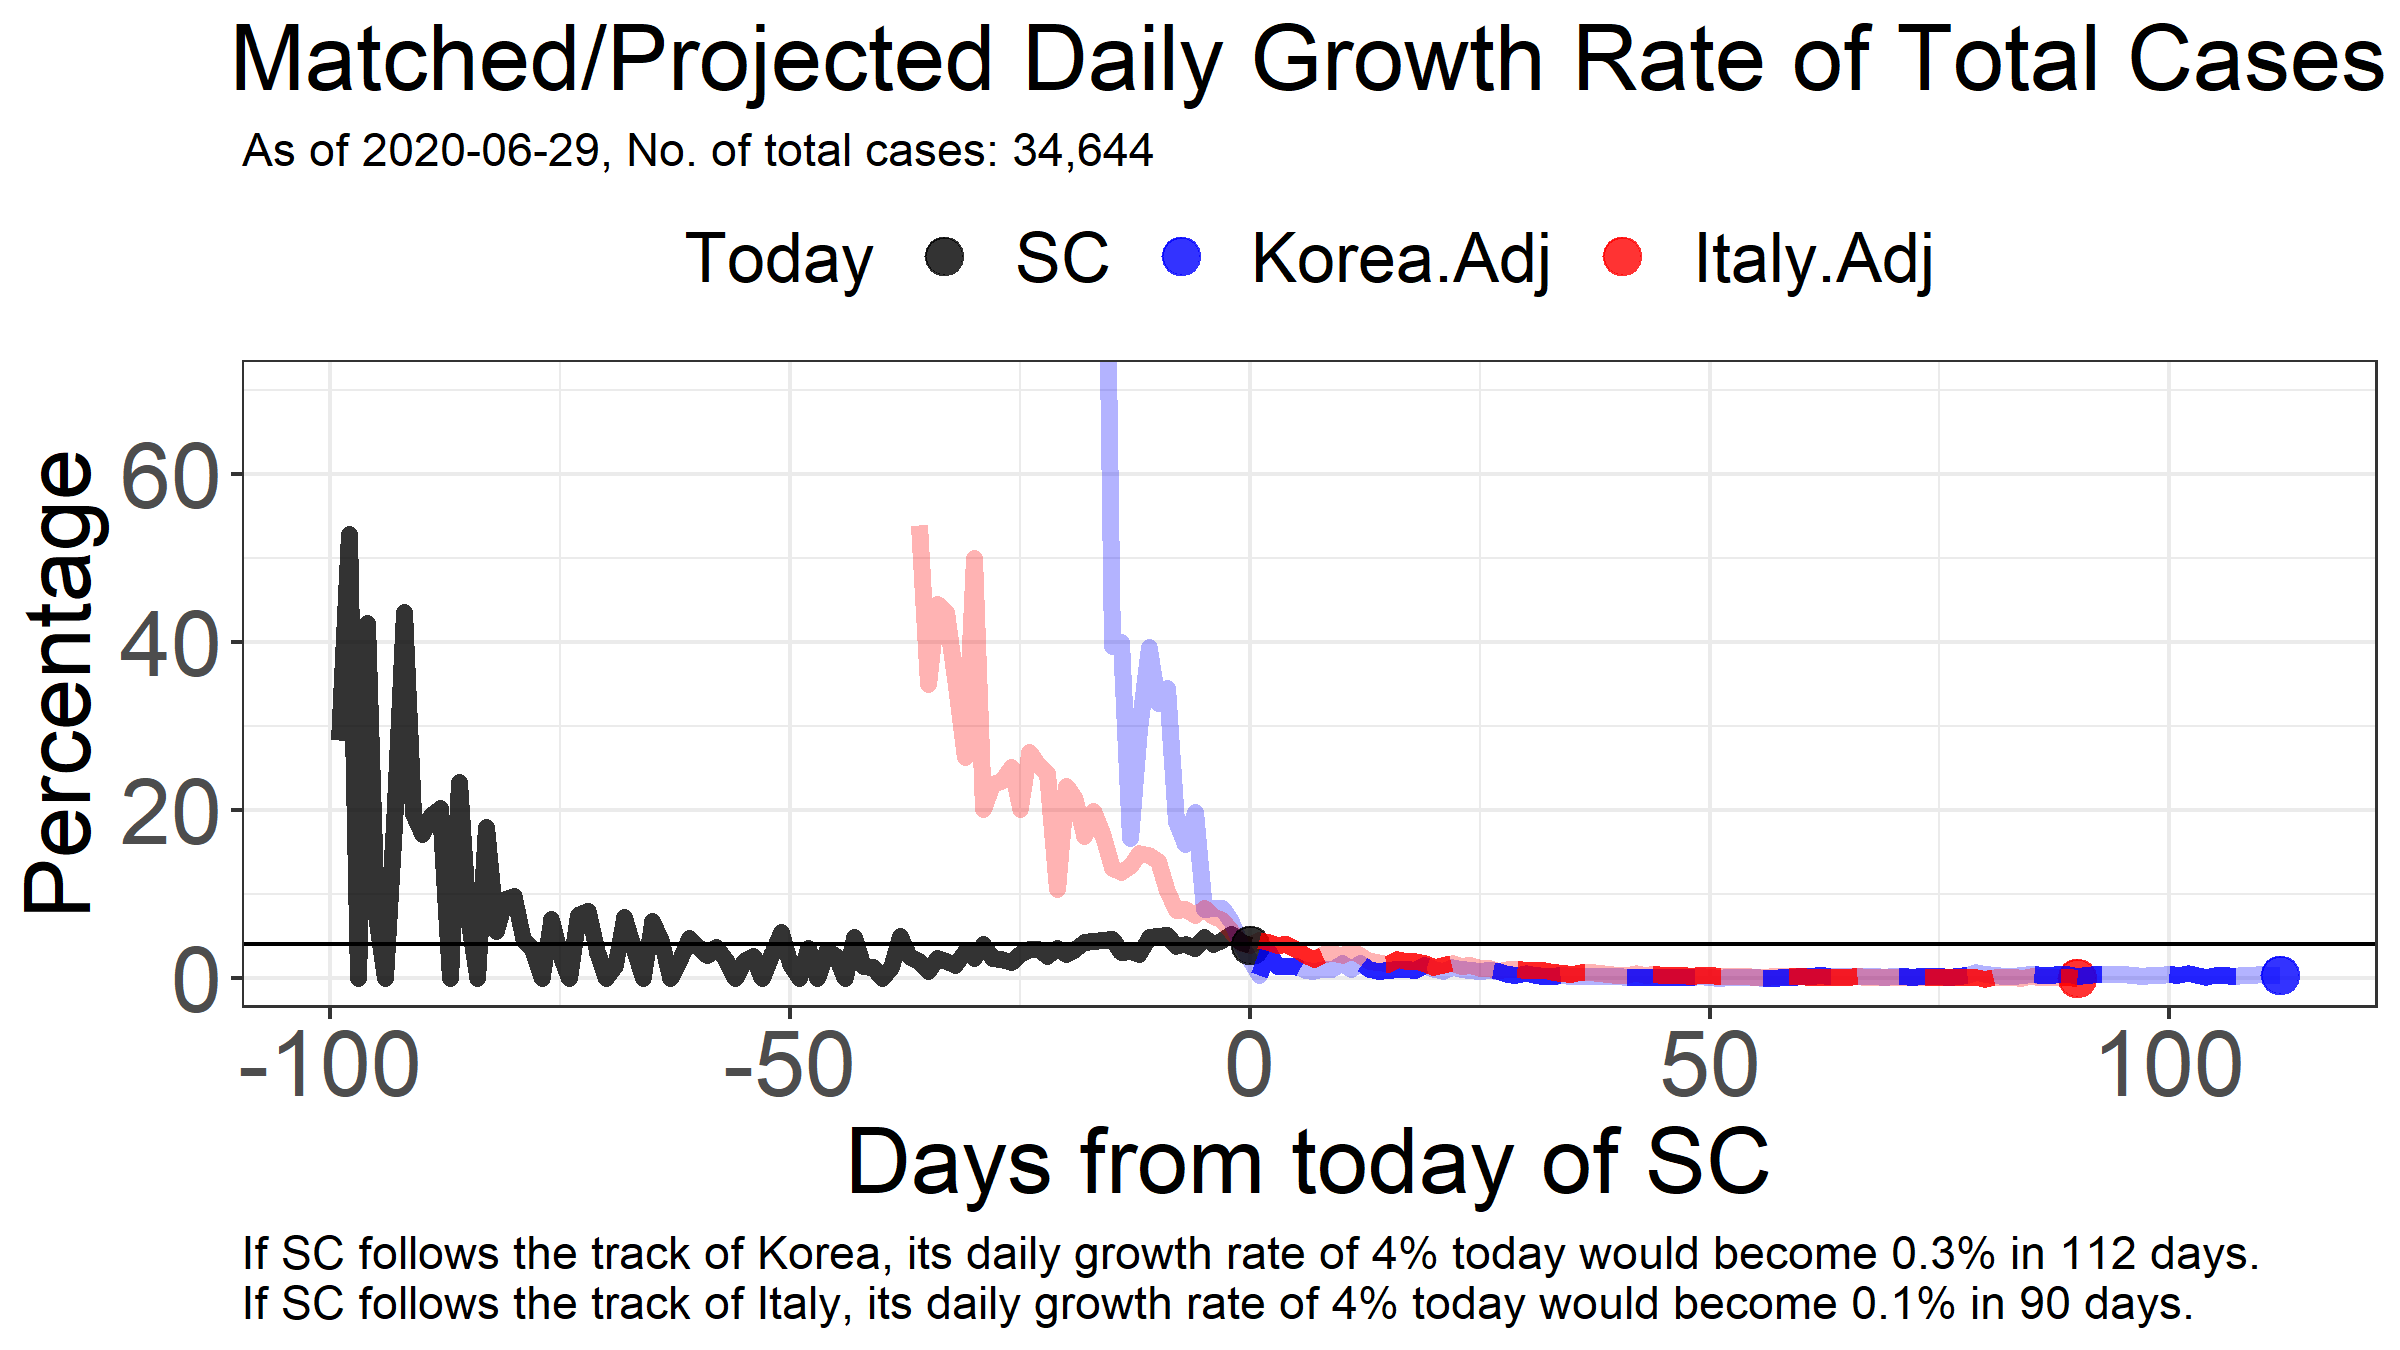 Matched/Projected Daily Growth Rate of Total Cases
As of 2020-06-29, No. of total cases: 34,644
Today SC Korea.Adj Italy.Adj
Percentage
60
40
20
0
-100 -50 0 50 100
Days from today of SC
If SC follows the track of Korea, its daily growth rate of 4% today would become 0.3% in 112 days.
If SC follows the track of Italy, its daily growth rate of 4% today would become 0.1% in 90 days.